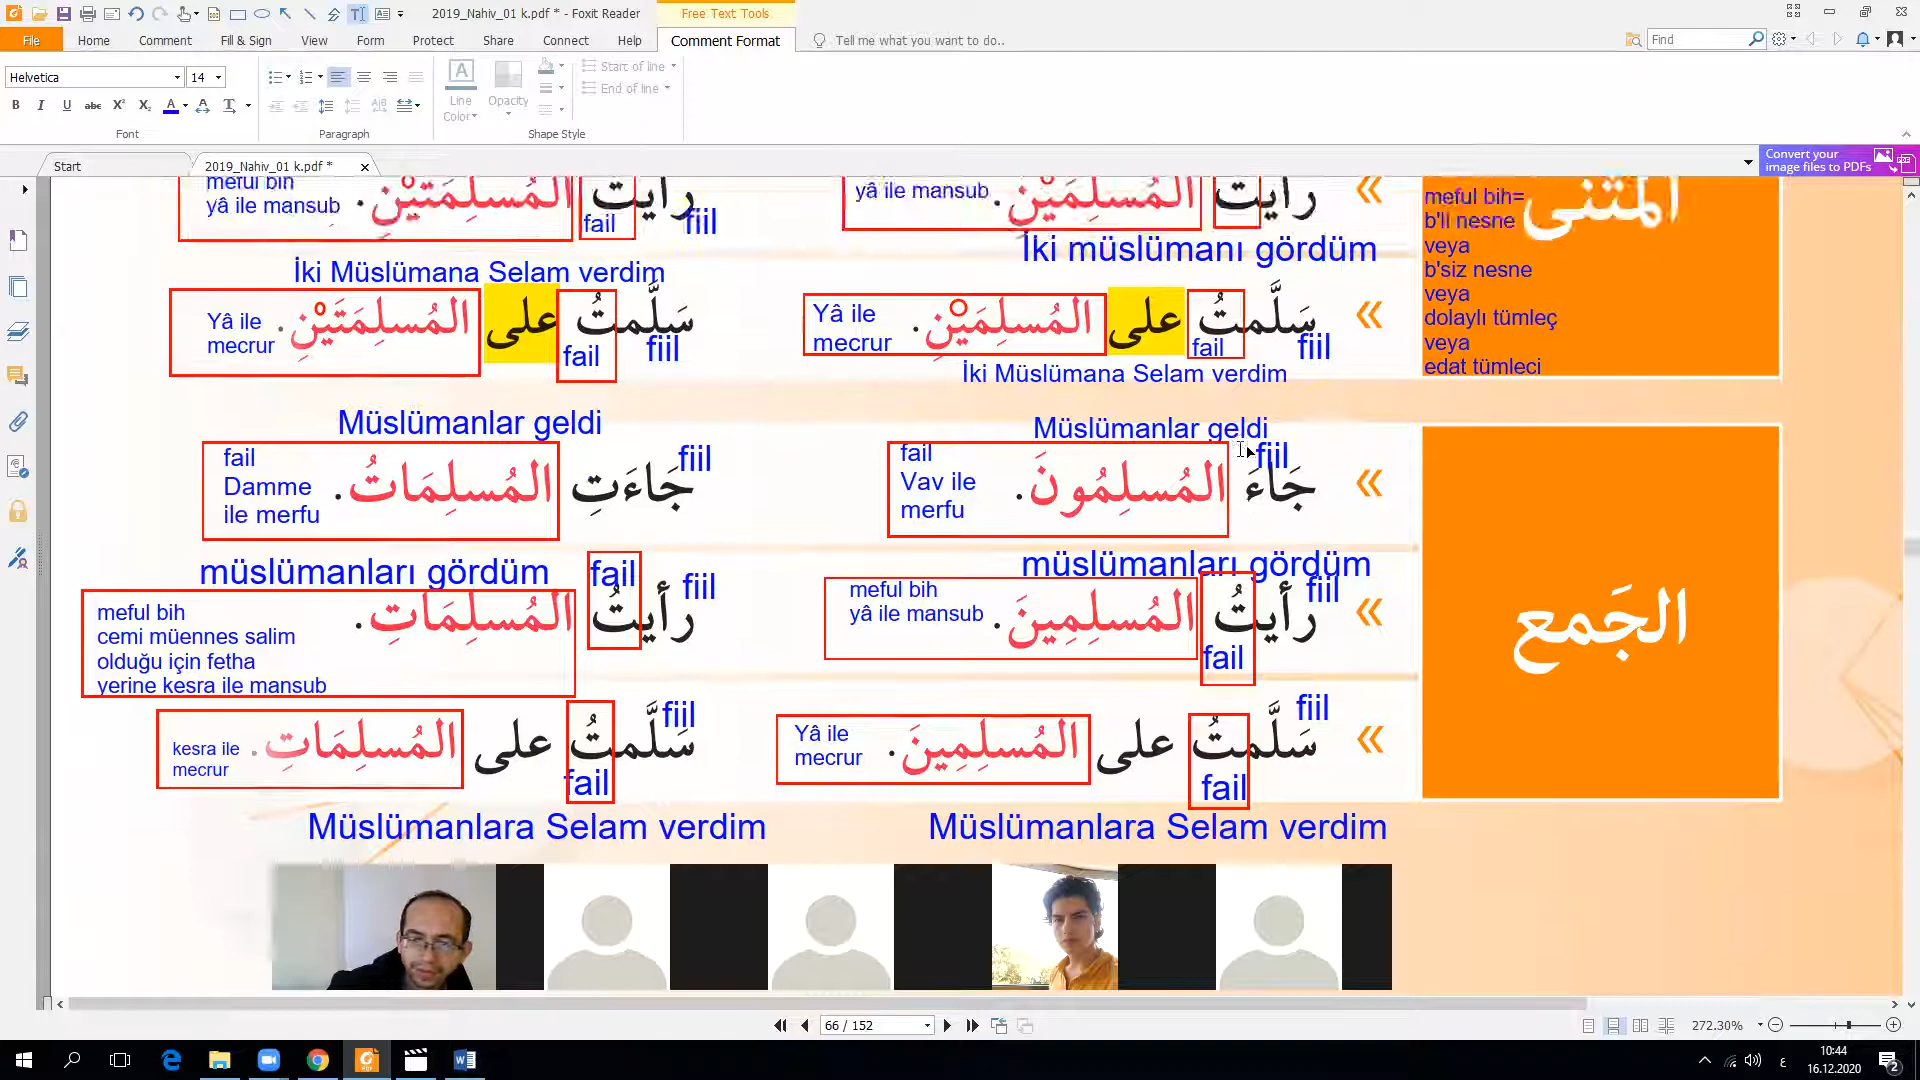 2019_Nahiv_01 k.pdf * - Foxit Reader
Free Text Tools
File
Home
Comment
Fill & Sign
View
Form
Protect
Share
Connect
Help
Comment Format
Tell me what you want to do..
Find
Helvetica
14
Start of line
End of line
Line Color
Opacity
Font
Paragraph
Shape Style
Start
2019_Nahiv_01 k.pdf *
Convert your
image files to PDFs
المُثنى
meful bih=
b'li nesne
veya
b'siz nesne
veya
dolaylı tümleç
veya
edat tümleci
« رأيتُ المُسلِمَيْنِ.
yâ ile mansub
İki müslümanı gördüm
رأيتُ المُسلِمَتَيْنِ.
fiil
fail
meful bih
yâ ile mansub
İki Müslümana Selam verdim
« سَلَّمتُ على المُسلِمَيْنِ.
fiil
fail
Yâ ile
mecrur
İki Müslümana Selam verdim
سَلَّمتُ على المُسلِمَتَيْنِ.
fiil
fail
Yâ ile
mecrur
الجَمع
Müslümanlar geldi
« جَاءَ المُسلِمُونَ.
fiil
fail
Vav ile
merfu
Müslümanlar geldi
جَاءَتِ المُسلِمَاتُ.
fiil
fail
Damme
ile merfu
müslümanları gördüm
« رأيتُ المُسلِمِينَ.
fiil
fail
meful bih
yâ ile mansub
müslümanları gördüm
رأيتُ المُسلِمَاتِ.
fiil
fail
meful bih
cemi müennes salim
olduğu için fetha
yerine kesra ile mansub
« سَلَّمتُ على المُسلِمِينَ.
fiil
fail
Yâ ile
mecrur
Müslümanlara Selam verdim
سَلَّمتُ على المُسلِمَاتِ.
fiil
fail
kesra ile
mecrur
Müslümanlara Selam verdim
66 / 152
272.30%
ع
10:44
16.12.2020
2